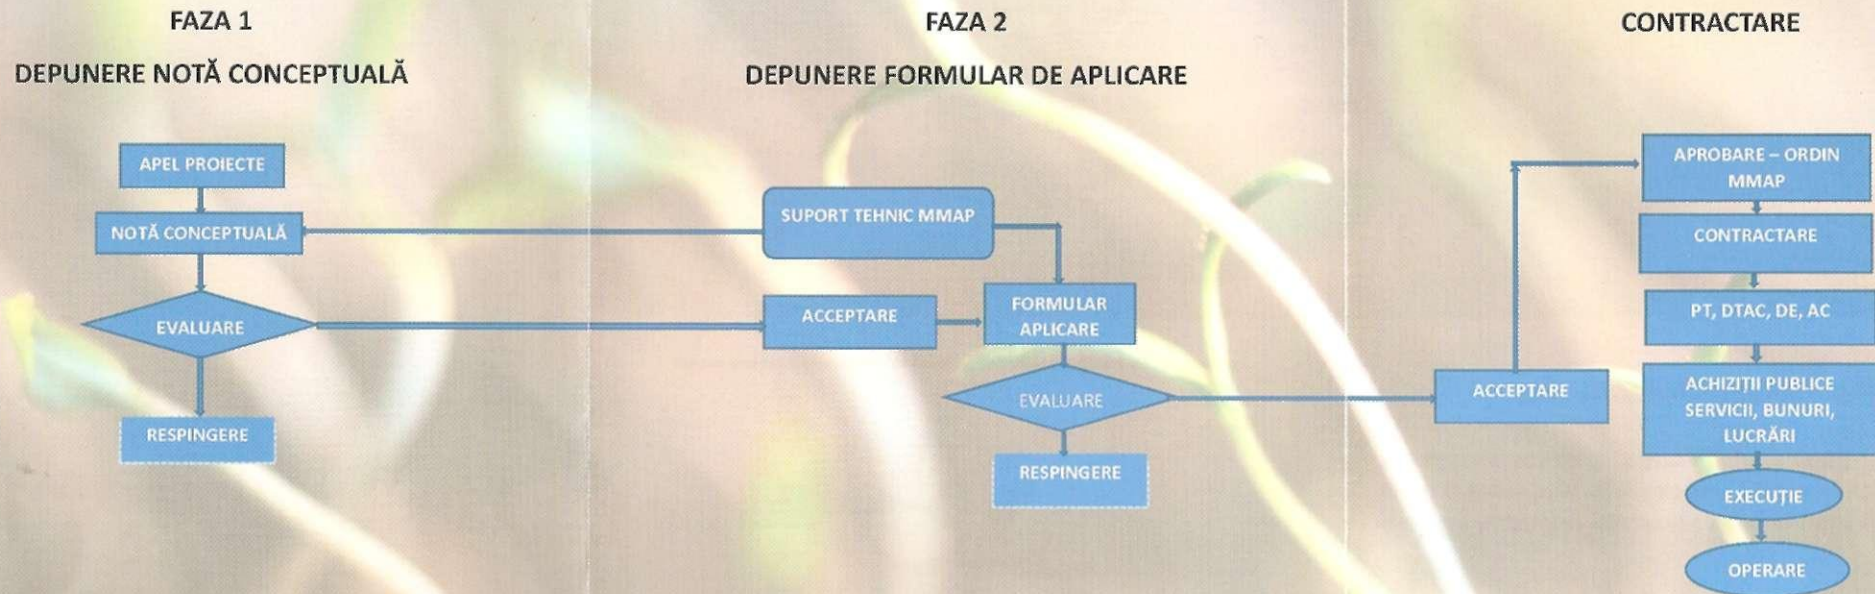 FAZA 1
DEPUNERE NOTĂ CONCEPTUALĂ
APEL PROIECTE
NOTĂ CONCEPTUALĂ
EVALUARE
RESPINGERE
FAZA 2
DEPUNERE FORMULAR DE APLICARE
SUPORT TEHNIC MMAP
ACCEPTARE
FORMULAR
APLICARE
EVALUARE
RESPINGERE
CONTRACTARE
ACCEPTARE
APROBARE – ORDIN
MMAP
CONTRACTARE
PT, DTAC, DE, AC
ACHIZIȚII PUBLICE
SERVICII, BUNURI,
LUCRĂRI
EXECUȚIE
OPERARE